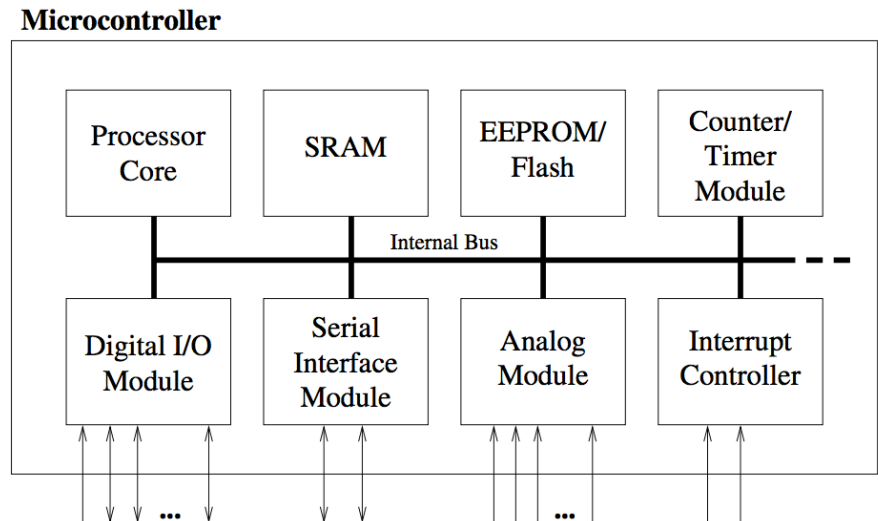 Microcontroller
Processor
Core
SRAM
EEPROM/
Flash
Counter/
Timer
Module
Internal Bus
Digital I/O
Module
Serial
Interface
Module
Analog
Module
Interrupt
Controller
...
...